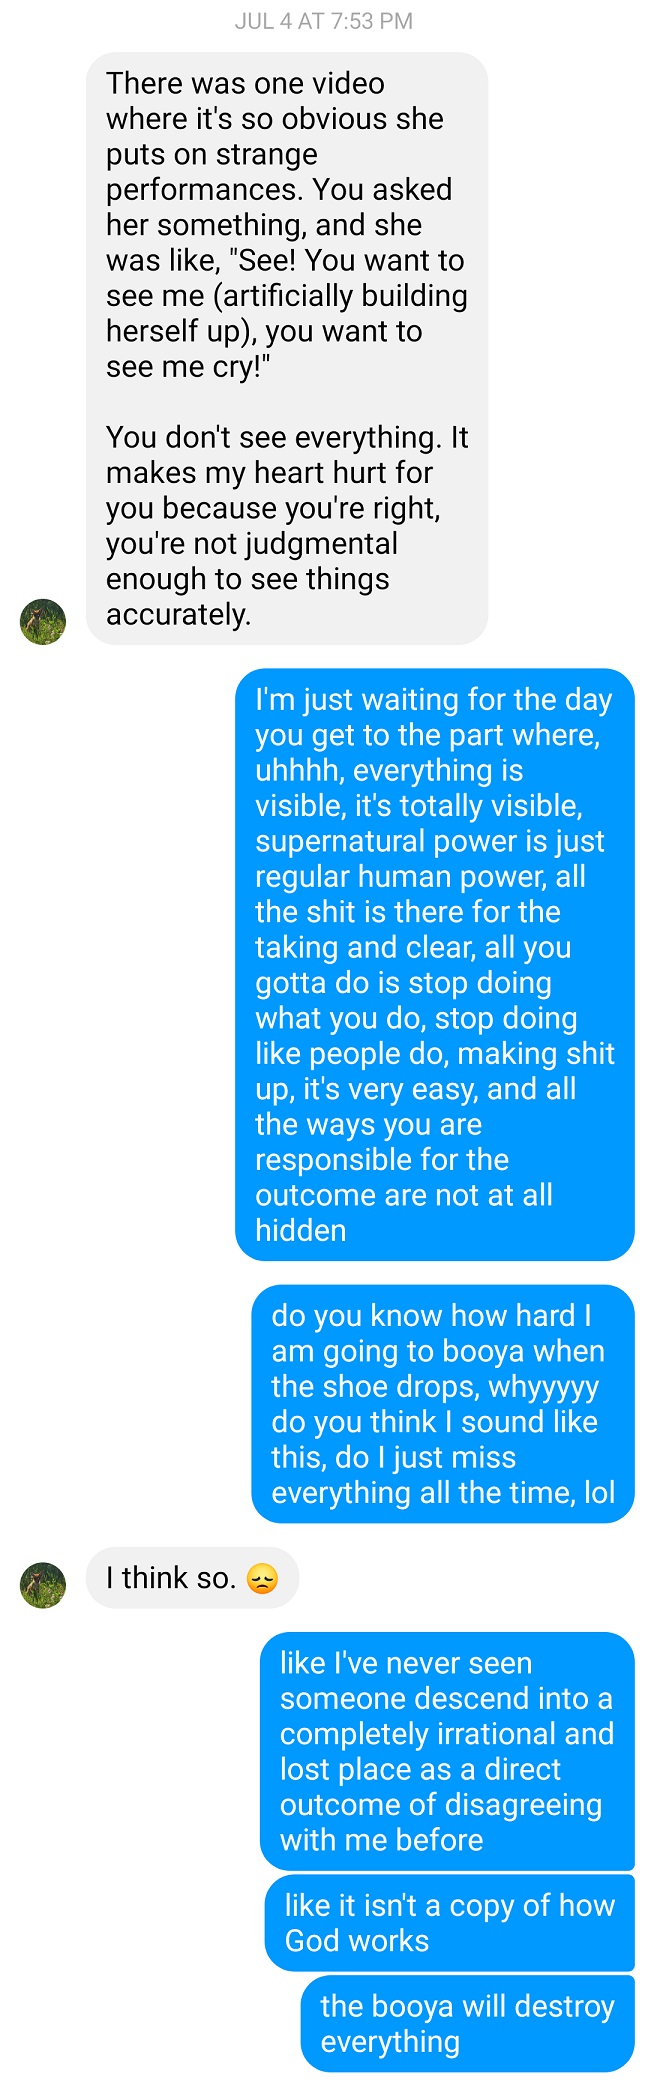 JUL 4 AT 7:53 PM
There was one video
where it's so obvious she
puts on strange
performances. You asked
her something, and she
was like, "See! You want to
see me (artificially building
herself up), you want to
see me cry!"
You don't see everything. It
makes my heart hurt for
you because you're right,
you're not judgmental
enough to see things
accurately.
I'm just waiting for the day
you get to the part where,
uhhhh, everything is
visible, it's totally visible,
supernatural power is just
regular human power, all
the shit is there for the
taking and clear, all you
gotta do is stop doing
what you do, stop doing
like people do, making shit
up, it's very easy, and all
the ways you are
responsible for the
outcome are not at all
hidden
do you know how hard I
am going to booya when
the shoe drops, whyyyyy
do you think I sound like
this, do I just miss
everything all the time, lol
I think so. 😞
like I've never seen
someone descend into a
completely irrational and
lost place as a direct
outcome of disagreeing
with me before
like it isn't a copy of how
God works
the booya will destroy
everything